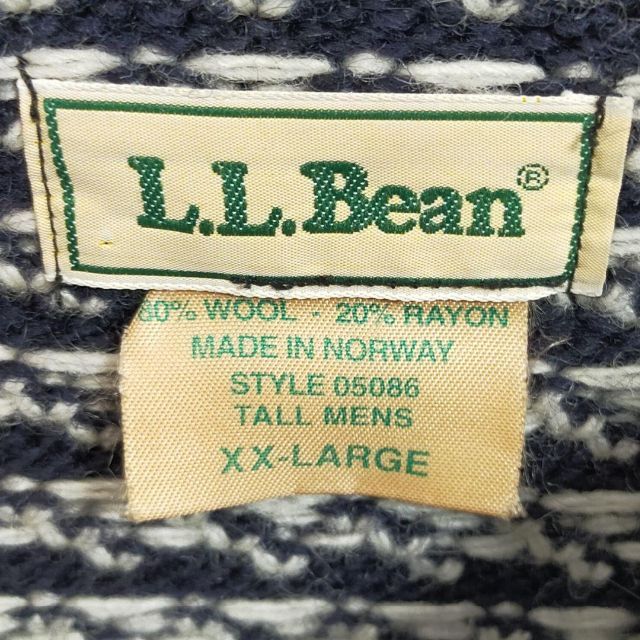 L.L.Bean®
80% WOOL - 20% RAYON
MADE IN NORWAY
STYLE 05086
TALL MENS
XX-LARGE